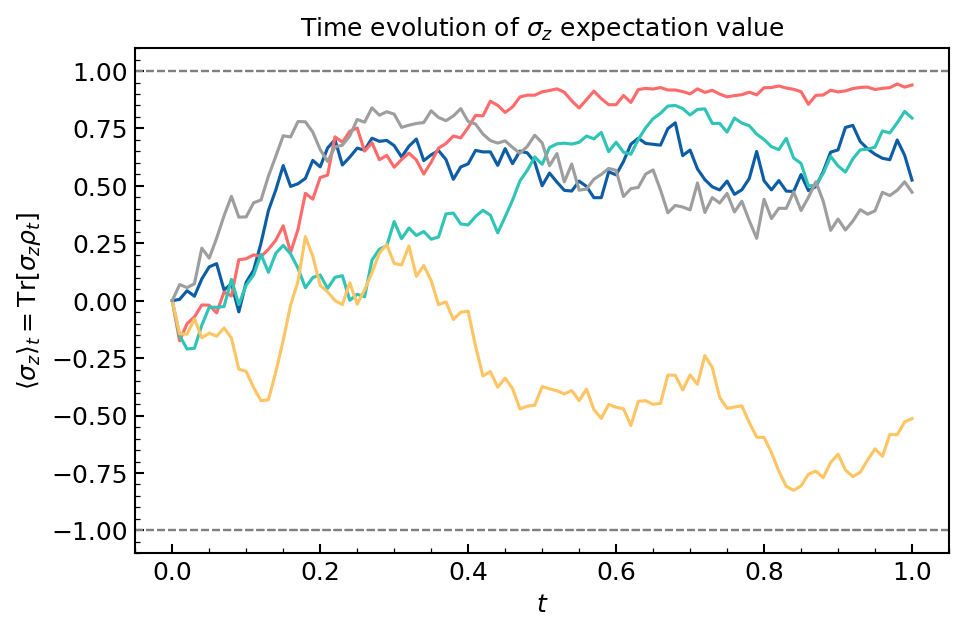 Time evolution of σ_z expectation value
⟨σ_z⟩_t = Tr[σ_zρ_t]
1.00
0.75
0.50
0.25
0.00
−0.25
−0.50
−0.75
−1.00
0.0 0.2 0.4 0.6 0.8 1.0
t